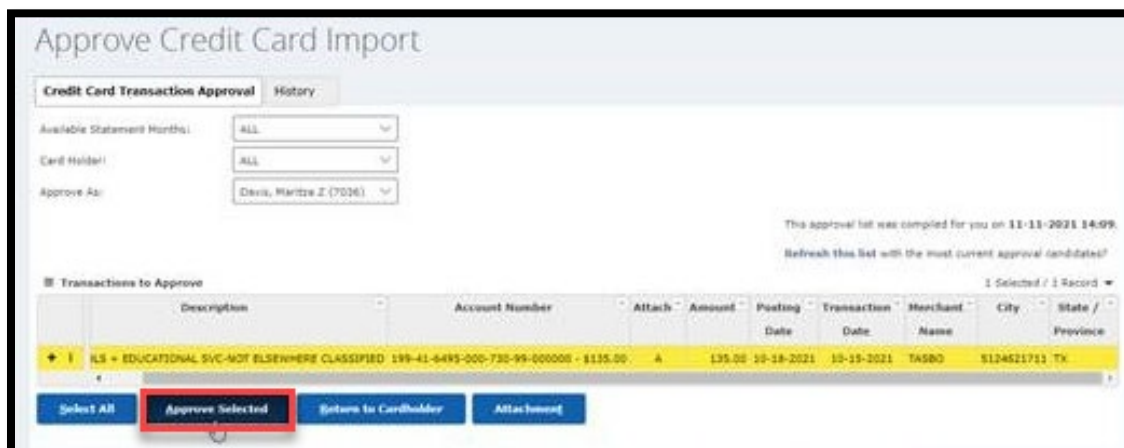 Approve Credit Card Import
Credit Card Transaction Approval History
Available Statement Months: ALL
Card Holder: ALL
Approve As: Davis, Maritza Z (7036)
This approval list was compiled for you on 11-11-2021 14:09.
Refresh this list with the most current approval candidates?
Transactions to Approve 1 Selected / 1 Record
Description Account Number Attach Amount Posting Date Transaction Date Merchant Name City State / Province
ILS + EDUCATIONAL SVC-NOT ELSEWHERE CLASSIFIED 199-41-6495-000-730-99-000000 - $135.00 A 135.00 10-18-2021 10-15-2021 TASBO 5124621711 TX
Select All Approve Selected Return to Cardholder Attachment